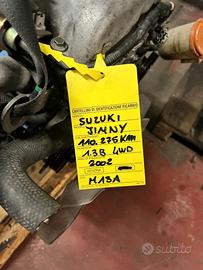 CARTELLINO DI IDENTIFICAZIONE RICAMBIO
SUZUKI
JIMNY
110.275 KM
1.3B 4WD
2002
M13A
subito